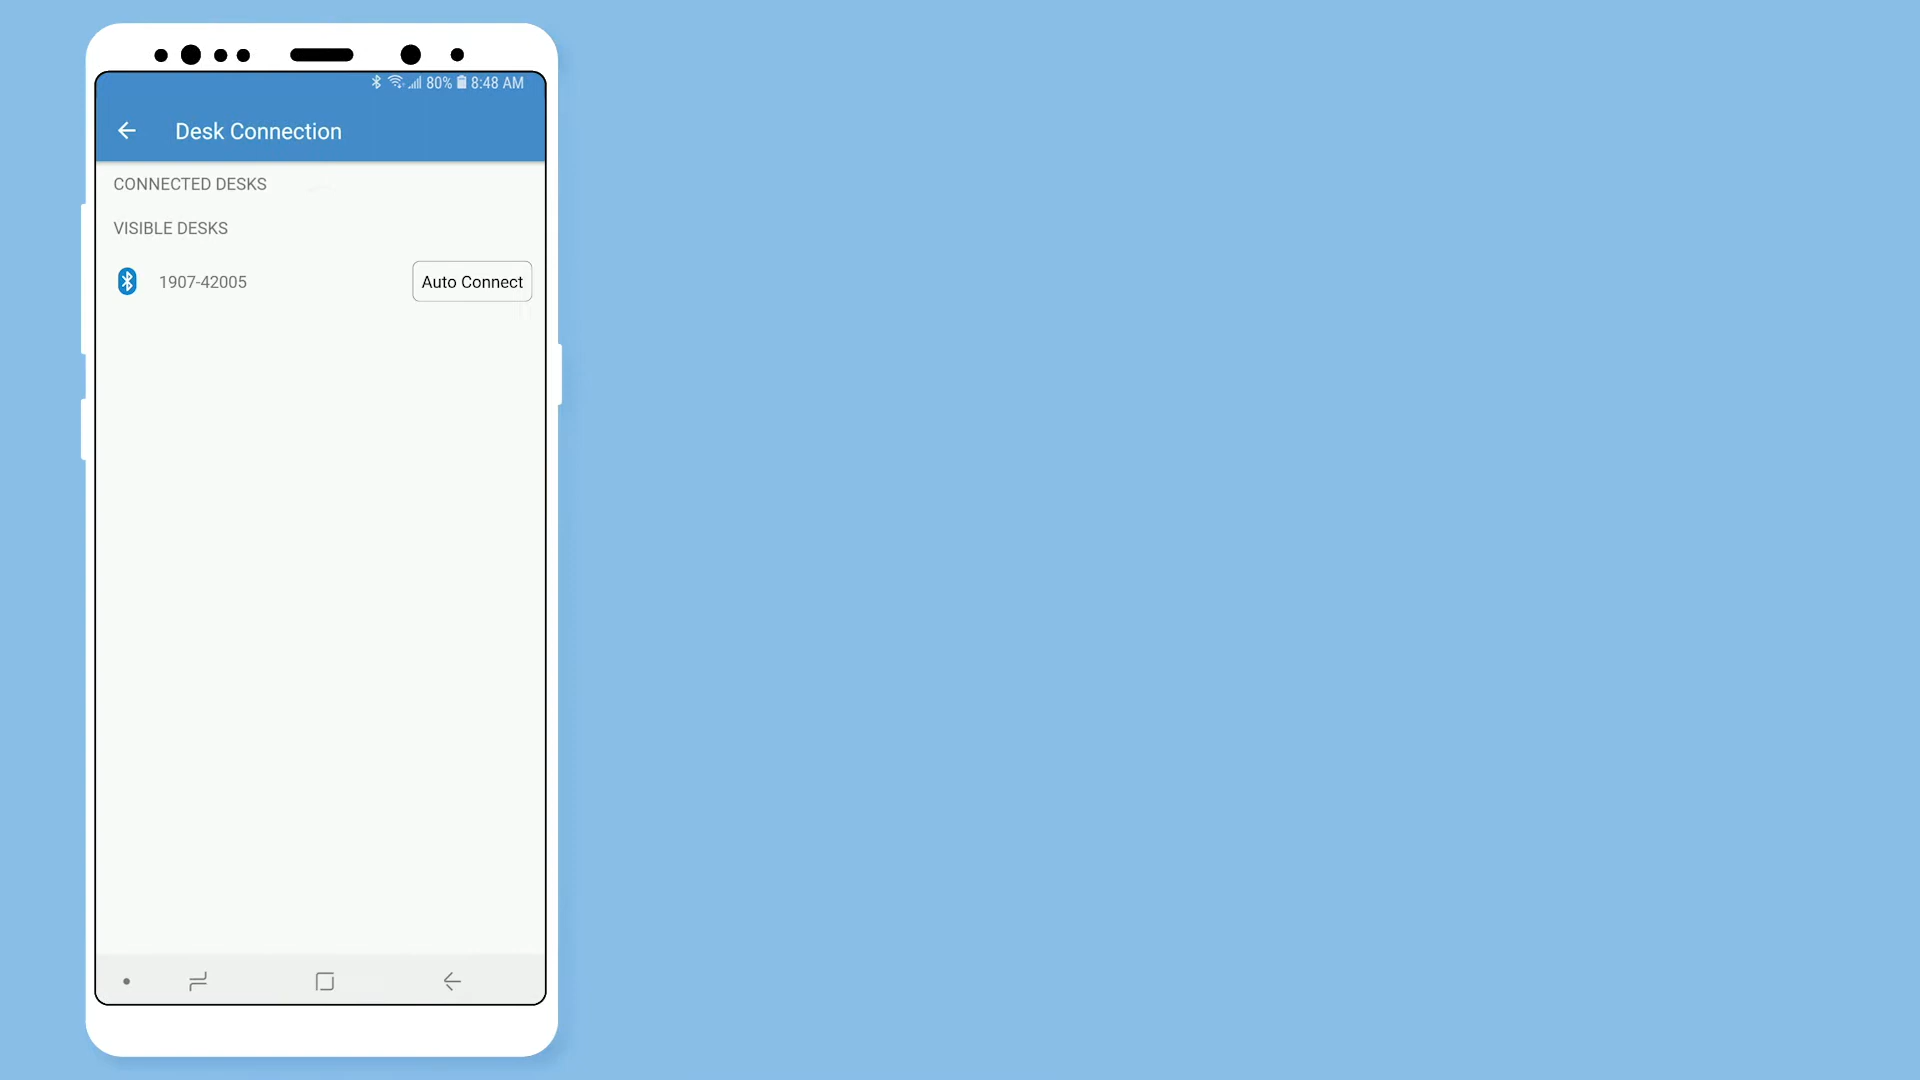 80% 8:48 AM
Desk Connection
CONNECTED DESKS
VISIBLE DESKS
1907-42005 Auto Connect